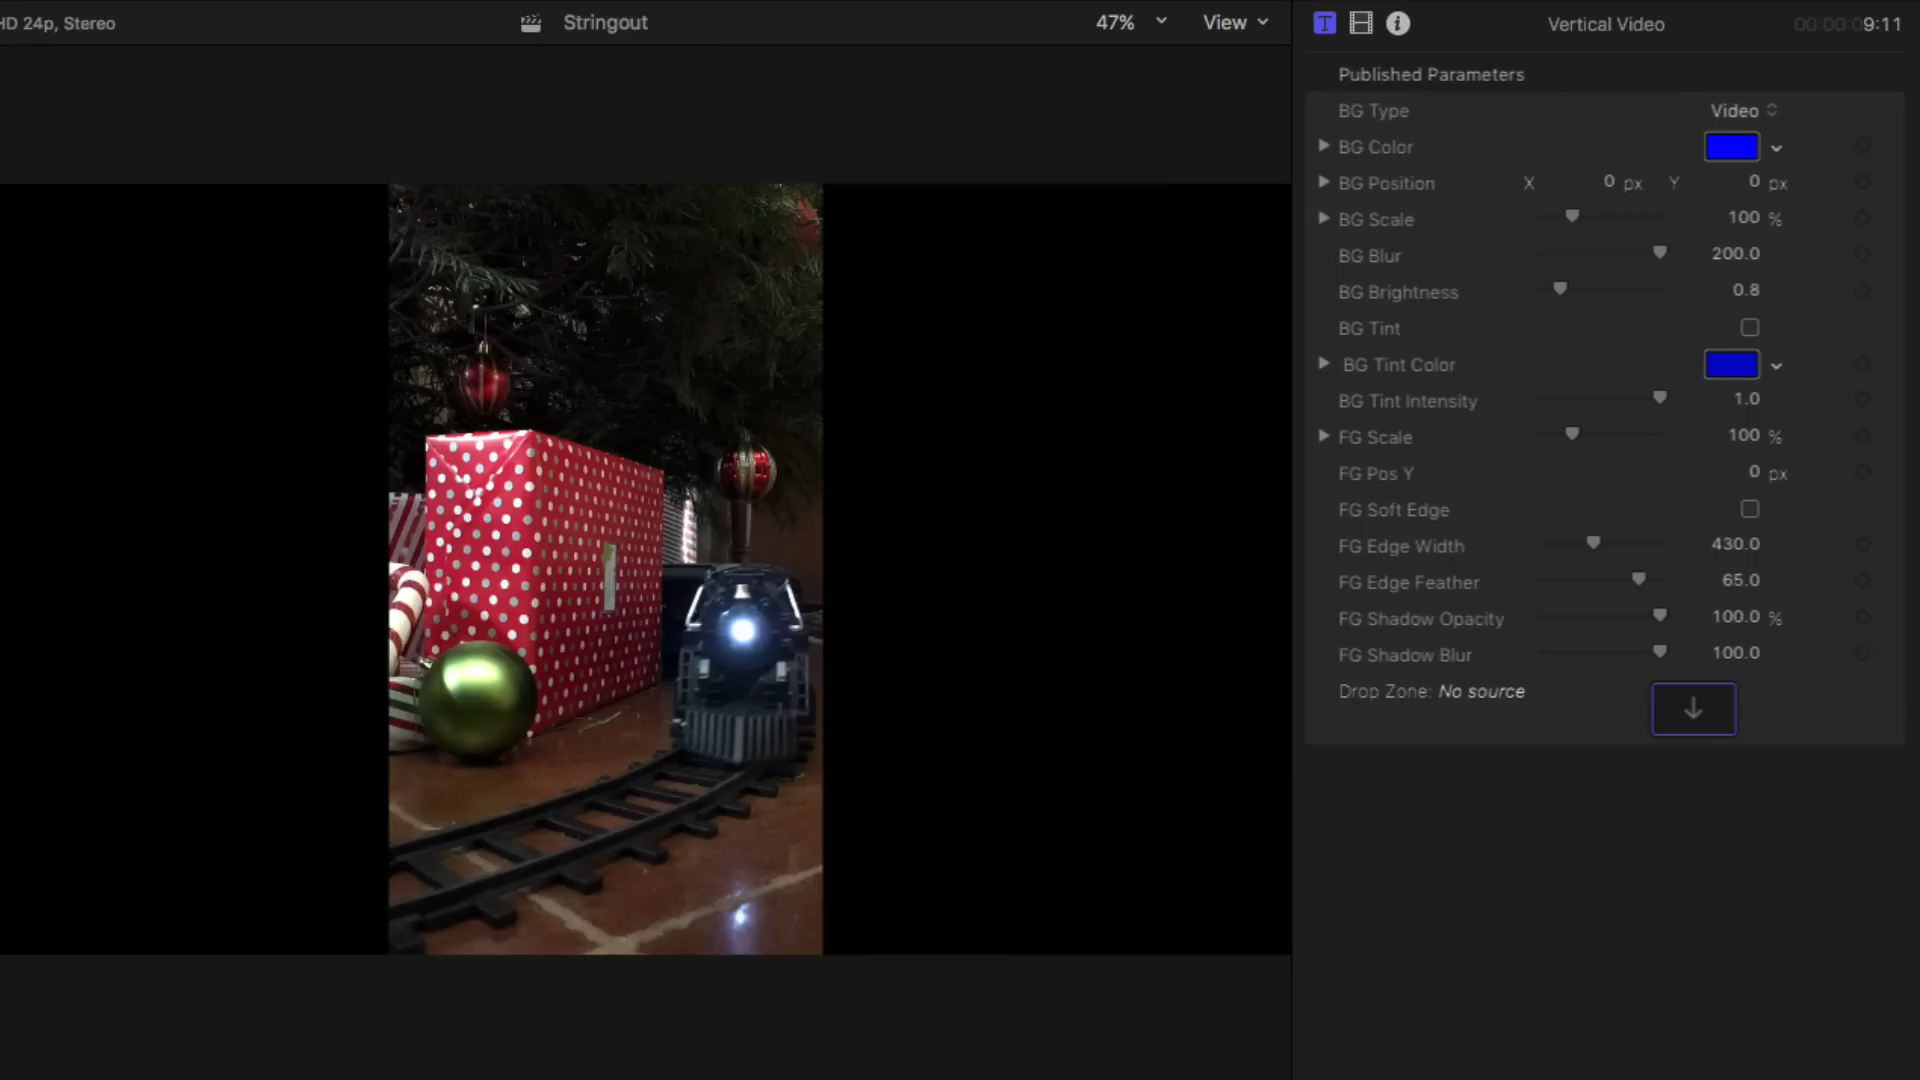 HD 24p, Stereo
Stringout
47%
View
Vertical Video
00:00:09:11
Published Parameters
BG Type Video
BG Color
BG Position X 0 px Y 0 px
BG Scale 100 %
BG Blur 200.0
BG Brightness 0.8
BG Tint
BG Tint Color
BG Tint Intensity 1.0
FG Scale 100 %
FG Pos Y 0 px
FG Soft Edge
FG Edge Width 430.0
FG Edge Feather 65.0
FG Shadow Opacity 100.0 %
FG Shadow Blur 100.0
Drop Zone: No source